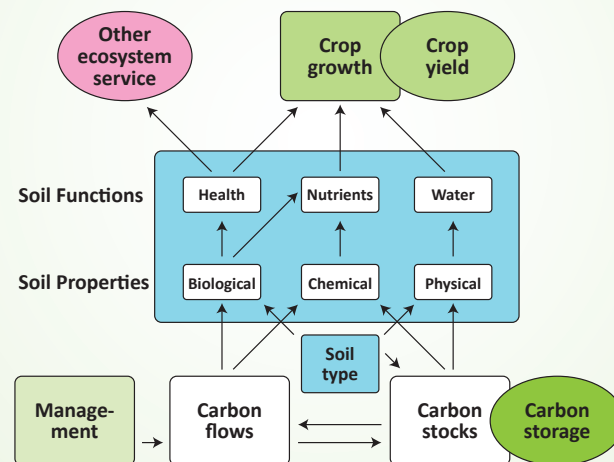 Other
ecosystem
service
Crop
growth
Crop
yield
Soil Functions
Health
Nutrients
Water
Soil Properties
Biological
Chemical
Physical
Soil
type
Manage-
ment
Carbon
flows
Carbon
stocks
Carbon
storage